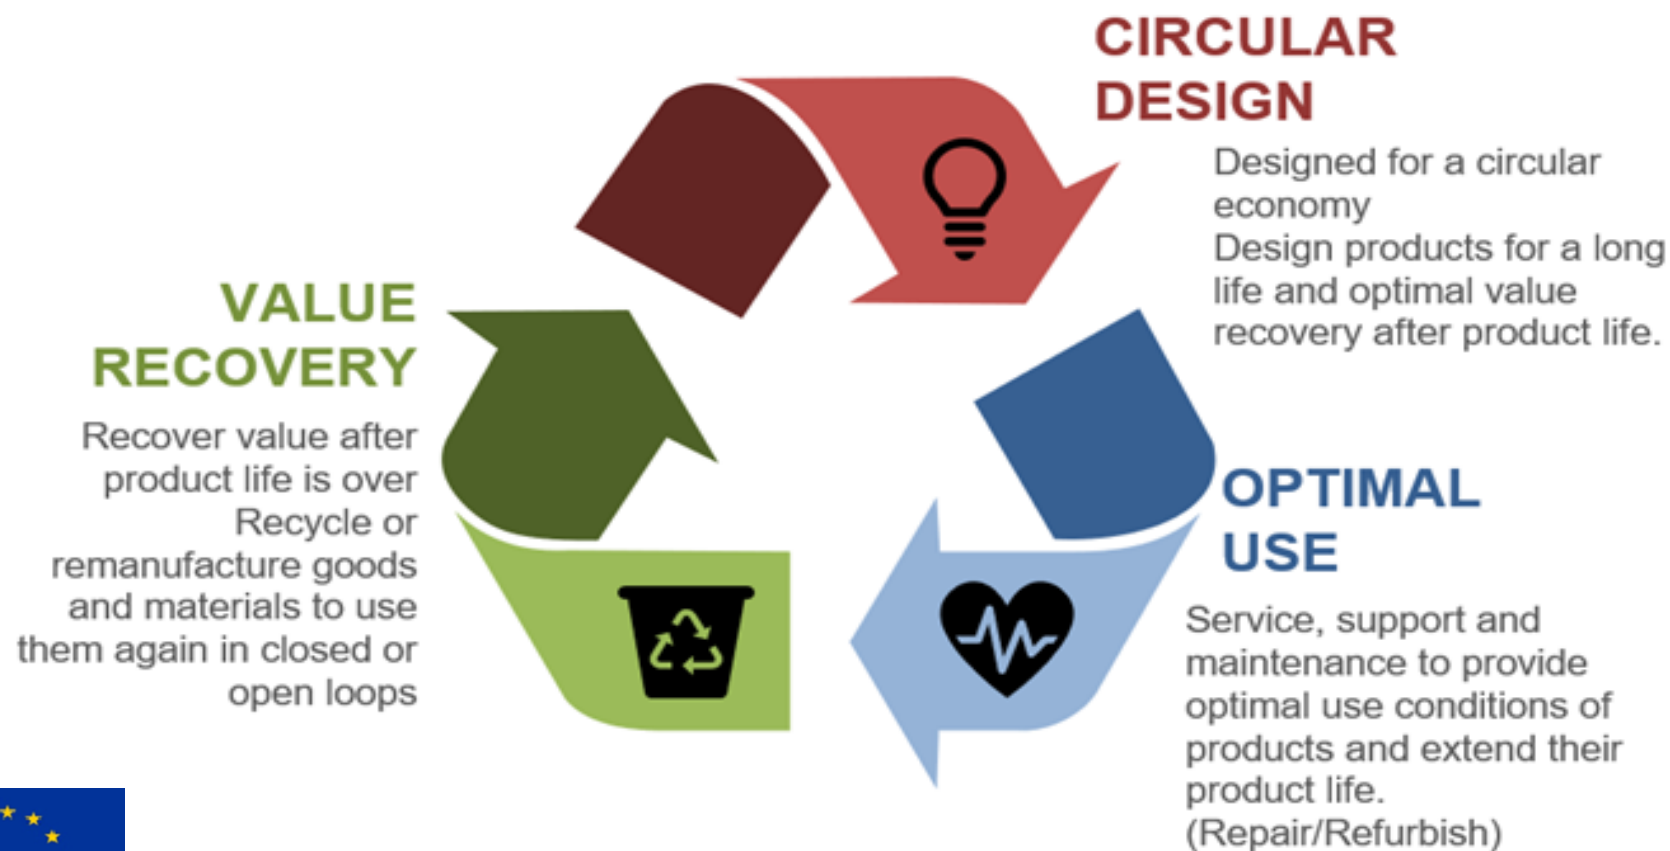 CIRCULAR
DESIGN
Designed for a circular
economy
Design products for a long
life and optimal value
recovery after product life.
VALUE
RECOVERY
Recover value after
product life is over
Recycle or
remanufacture goods
and materials to use
them again in closed or
open loops
OPTIMAL
USE
Service, support and
maintenance to provide
optimal use conditions of
products and extend their
product life.
(Repair/Refurbish)